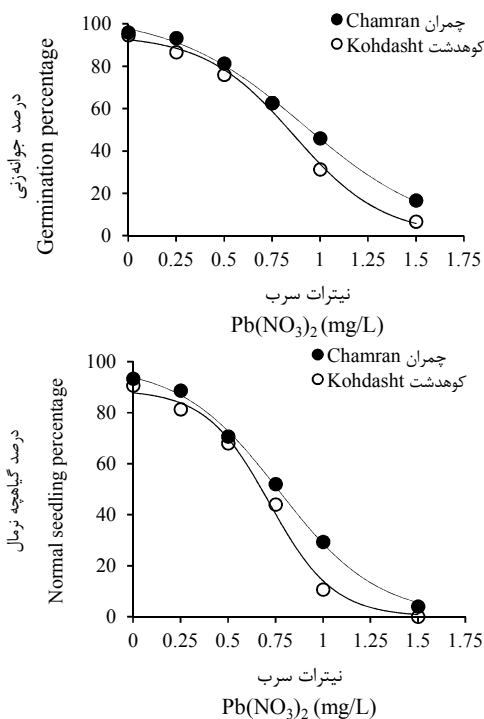 چمران Chamran
کوهدشت Kohdasht
100
80
60
40
20
0
0 0.25 0.5 0.75 1 1.25 1.5 1.75
درصد جوانه‌زنی
Germination percentage
نیترات سرب
Pb(NO₃)₂ (mg/L)
چمران Chamran
کوهدشت Kohdasht
100
80
60
40
20
0
0 0.25 0.5 0.75 1 1.25 1.5 1.75
درصد گیاهچه نرمال
Normal seedling percentage
نیترات سرب
Pb(NO₃)₂ (mg/L)